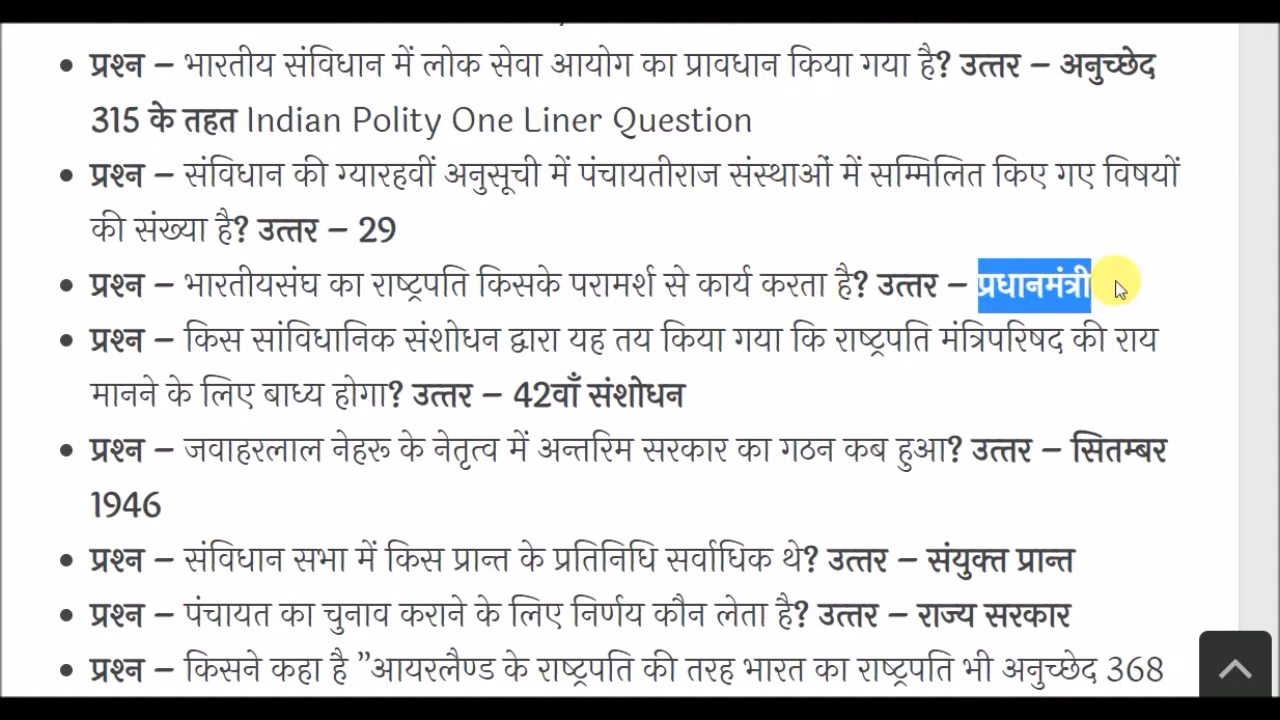 प्रश्न – भारतीय संविधान में लोक सेवा आयोग का प्रावधान किया गया है? उत्तर – अनुच्छेद
315 के तहत Indian Polity One Liner Question
प्रश्न – संविधान की ग्यारहवीं अनुसूची में पंचायतीराज संस्थाओं में सम्मिलित किए गए विषयों
की संख्या है? उत्तर – 29
प्रश्न – भारतीयसंघ का राष्ट्रपति किसके परामर्श से कार्य करता है? उत्तर – प्रधानमंत्री
प्रश्न – किस सांविधानिक संशोधन द्वारा यह तय किया गया कि राष्ट्रपति मंत्रिपरिषद की राय
मानने के लिए बाध्य होगा? उत्तर – 42वाँ संशोधन
प्रश्न – जवाहरलाल नेहरू के नेतृत्व में अन्तरिम सरकार का गठन कब हुआ? उत्तर – सितम्बर
1946
प्रश्न – संविधान सभा में किस प्रान्त के प्रतिनिधि सर्वाधिक थे? उत्तर – संयुक्त प्रान्त
प्रश्न – पंचायत का चुनाव कराने के लिए निर्णय कौन लेता है? उत्तर – राज्य सरकार
प्रश्न – किसने कहा है ”आयरलैण्ड के राष्ट्रपति की तरह भारत का राष्ट्रपति भी अनुच्छेद 368